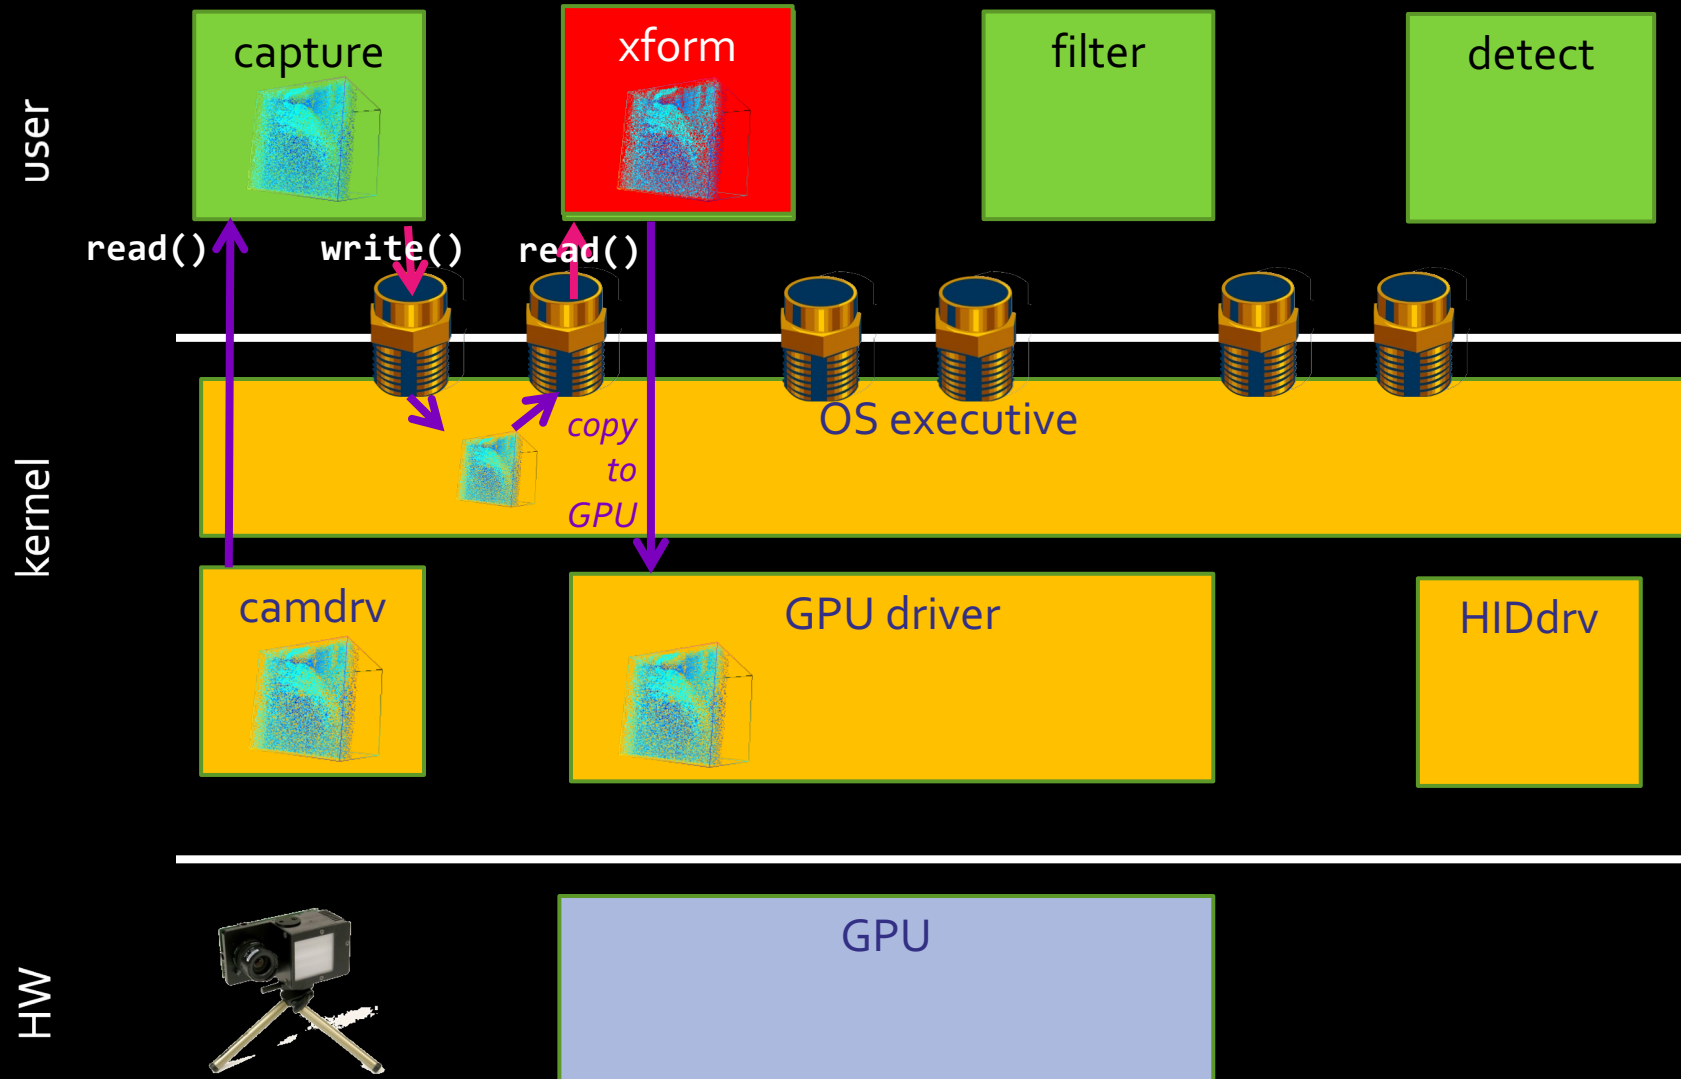 user
capture
xform
filter
detect
read()
write()
read()
kernel
OS executive
copy
to
GPU
camdrv
GPU driver
HIDdrv
HW
GPU